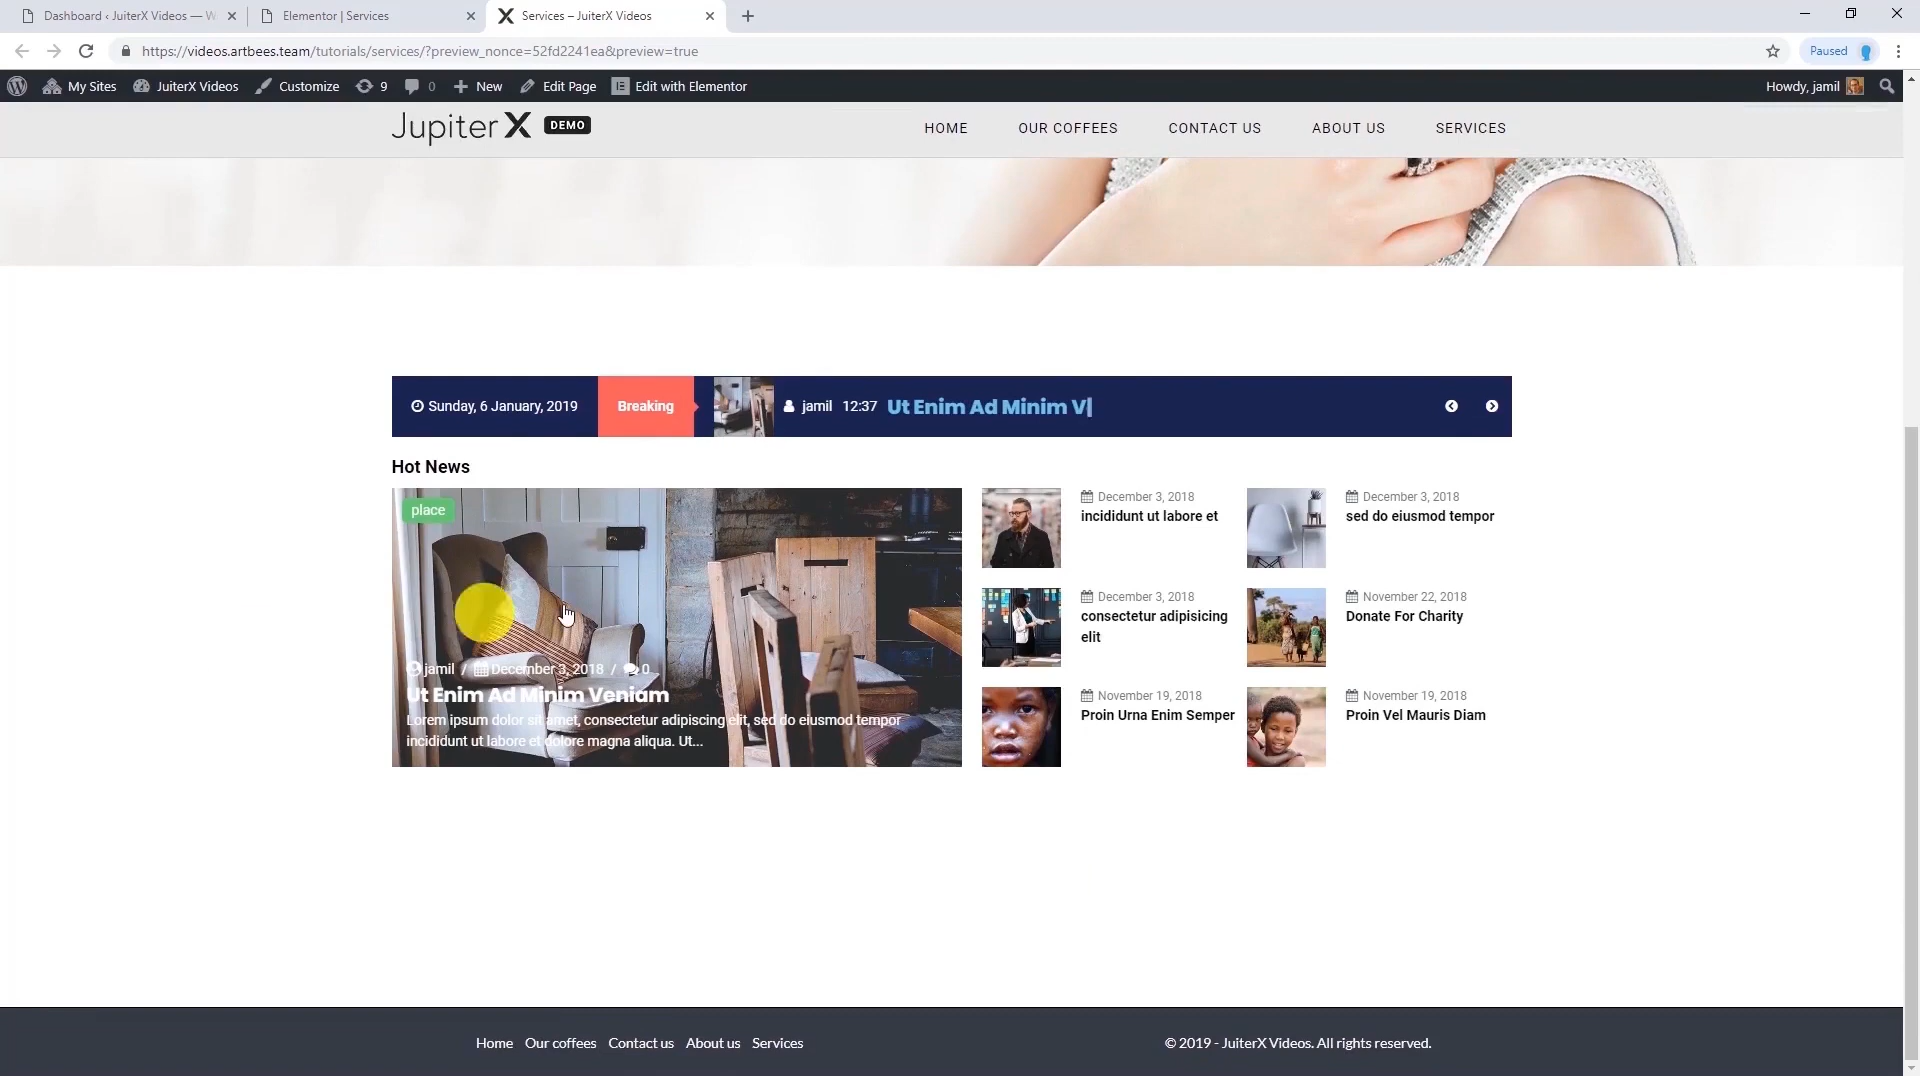 Dashboard ‹ JuiterX Videos — W
Elementor | Services
Services – JuiterX Videos
https://videos.artbees.team/tutorials/services/?preview_nonce=52fd2241ea&preview=true
Paused
My Sites
JuiterX Videos
Customize
9
0
New
Edit Page
Edit with Elementor
Howdy, jamil
Jupiter X DEMO
HOME
OUR COFFEES
CONTACT US
ABOUT US
SERVICES
Sunday, 6 January, 2019
Breaking
jamil 12:37 Ut Enim Ad Minim V|
Hot News
place
jamil / December 3, 2018 / 0
Ut Enim Ad Minim Veniam
Lorem ipsum dolor sit amet, consectetur adipiscing elit, sed do eiusmod tempor
incididunt ut labore et dolore magna aliqua. Ut...
December 3, 2018
incididunt ut labore et
December 3, 2018
sed do eiusmod tempor
December 3, 2018
consectetur adipisicing
elit
November 22, 2018
Donate For Charity
November 19, 2018
Proin Urna Enim Semper
November 19, 2018
Proin Vel Mauris Diam
Home
Our coffees
Contact us
About us
Services
© 2019 - JuiterX Videos. All rights reserved.